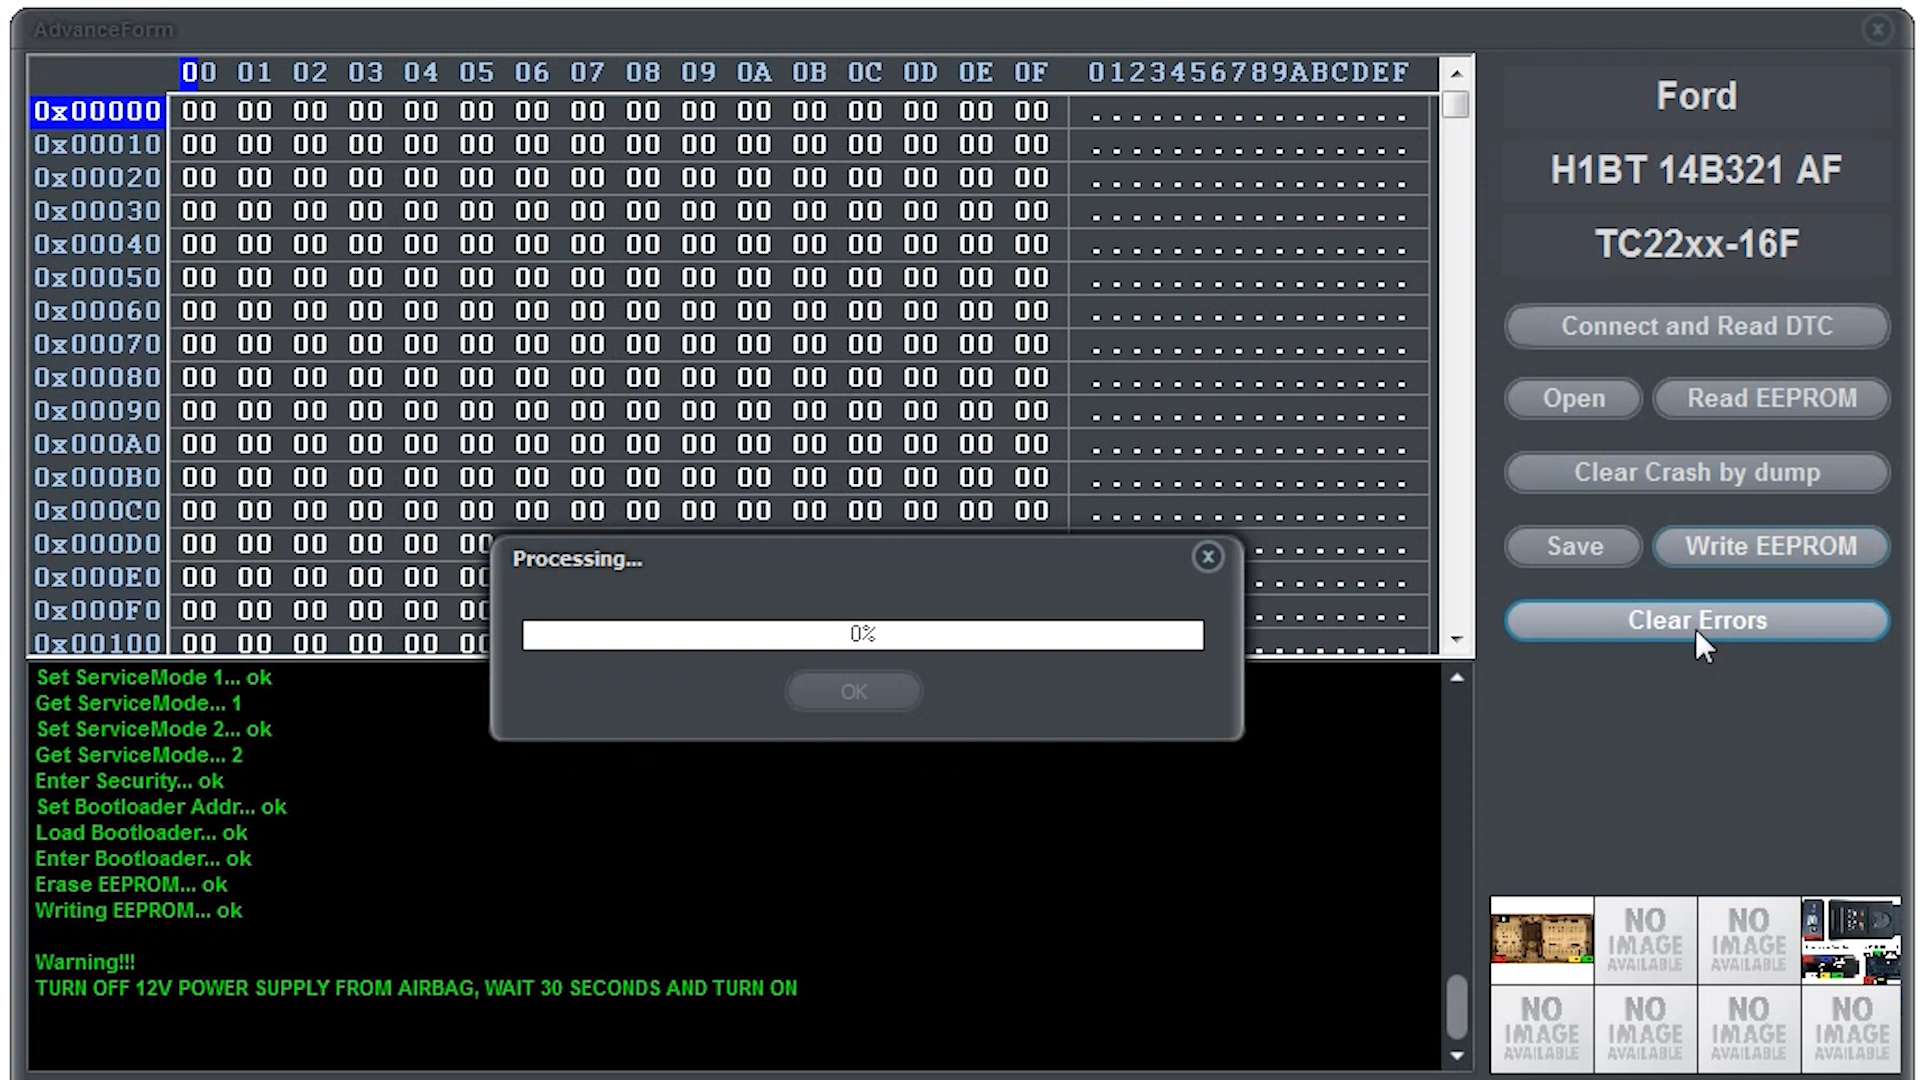 AdvanceForm
00 01 02 03 04 05 06 07 08 09 0A 0B 0C 0D 0E 0F 0123456789ABCDEF
0x00000 00 00 00 00 00 00 00 00 00 00 00 00 00 00 00 00 ................
0x00010 00 00 00 00 00 00 00 00 00 00 00 00 00 00 00 00 ................
0x00020 00 00 00 00 00 00 00 00 00 00 00 00 00 00 00 00 ................
0x00030 00 00 00 00 00 00 00 00 00 00 00 00 00 00 00 00 ................
0x00040 00 00 00 00 00 00 00 00 00 00 00 00 00 00 00 00 ................
0x00050 00 00 00 00 00 00 00 00 00 00 00 00 00 00 00 00 ................
0x00060 00 00 00 00 00 00 00 00 00 00 00 00 00 00 00 00 ................
0x00070 00 00 00 00 00 00 00 00 00 00 00 00 00 00 00 00 ................
0x00080 00 00 00 00 00 00 00 00 00 00 00 00 00 00 00 00 ................
0x00090 00 00 00 00 00 00 00 00 00 00 00 00 00 00 00 00 ................
0x000A0 00 00 00 00 00 00 00 00 00 00 00 00 00 00 00 00 ................
0x000B0 00 00 00 00 00 00 00 00 00 00 00 00 00 00 00 00 ................
0x000C0 00 00 00 00 00 00 00 00 00 00 00 00 00 00 00 00 ................
0x000D0 00 00 00 00 00 00 ........
0x000E0 00 00 00 00 00 00 ........
0x000F0 00 00 00 00 00 00 ........
0x00100 00 00 00 00 00 00 ........
Processing...
0%
OK
Set ServiceMode 1... ok
Get ServiceMode... 1
Set ServiceMode 2... ok
Get ServiceMode... 2
Enter Security... ok
Set Bootloader Addr... ok
Load Bootloader... ok
Enter Bootloader... ok
Erase EEPROM... ok
Writing EEPROM... ok
Warning!!!
TURN OFF 12V POWER SUPPLY FROM AIRBAG, WAIT 30 SECONDS AND TURN ON
Ford
H1BT 14B321 AF
TC22xx-16F
Connect and Read DTC
Open Read EEPROM
Clear Crash by dump
Save Write EEPROM
Clear Errors
NO IMAGE AVAILABLE
NO IMAGE AVAILABLE
NO IMAGE AVAILABLE
NO IMAGE AVAILABLE
NO IMAGE AVAILABLE
NO IMAGE AVAILABLE